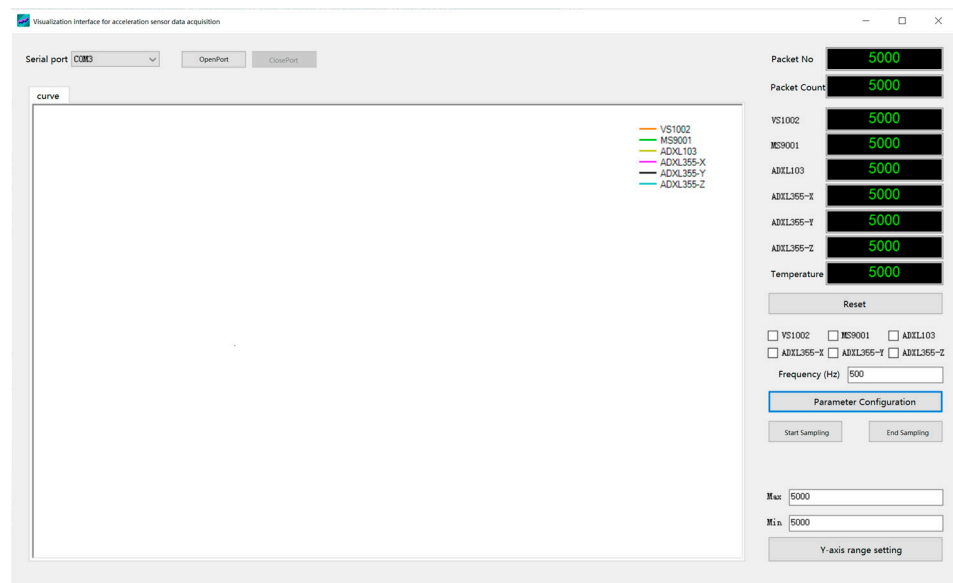 Visualization interface for acceleration sensor data acquisition
Serial port COM3 OpenPort ClosePort
curve
VS1002
MS9001
ADXL103
ADXL355-X
ADXL355-Y
ADXL355-Z
Packet No 5000
Packet Count 5000
VS1002 5000
MS9001 5000
ADXL103 5000
ADXL355-X 5000
ADXL355-Y 5000
ADXL355-Z 5000
Temperature 5000
Reset
VS1002 MS9001 ADXL103
ADXL355-X ADXL355-Y ADXL355-Z
Frequency (Hz) 500
Parameter Configuration
Start Sampling End Sampling
Max 5000
Min 5000
Y-axis range setting